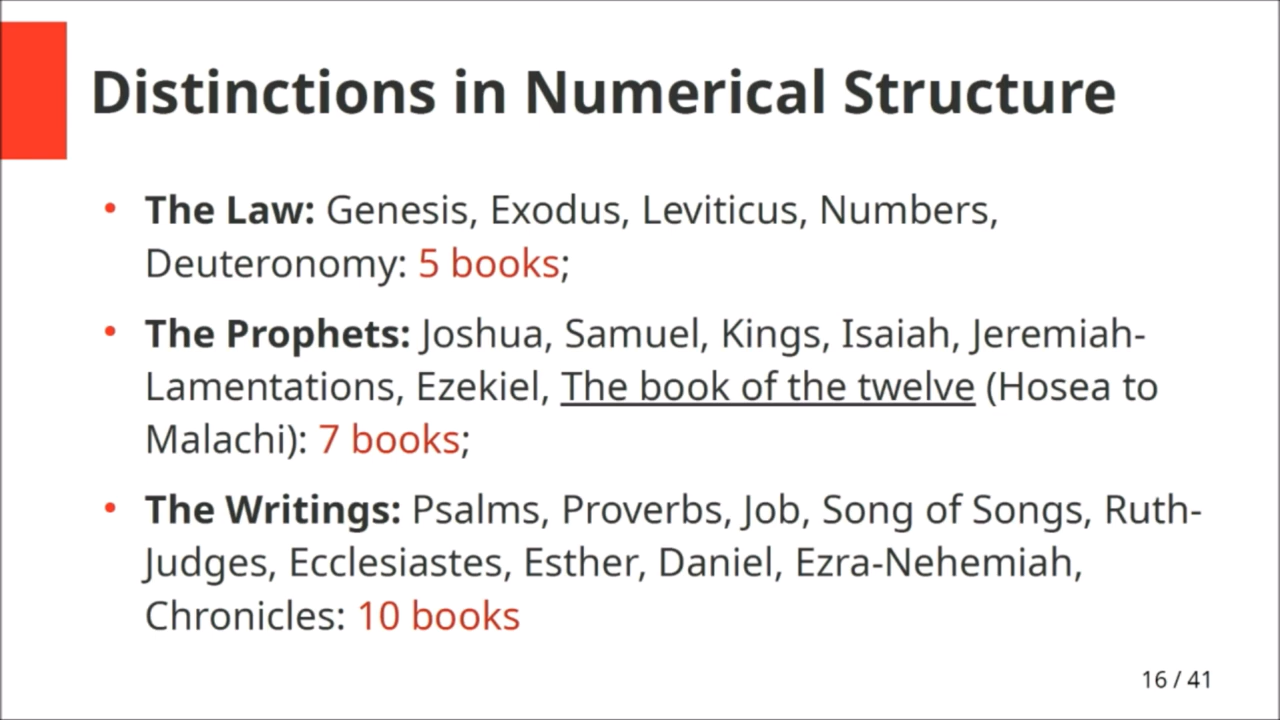 Distinctions in Numerical Structure
• The Law: Genesis, Exodus, Leviticus, Numbers,
Deuteronomy: 5 books;
• The Prophets: Joshua, Samuel, Kings, Isaiah, Jeremiah-
Lamentations, Ezekiel, The book of the twelve (Hosea to
Malachi): 7 books;
• The Writings: Psalms, Proverbs, Job, Song of Songs, Ruth-
Judges, Ecclesiastes, Esther, Daniel, Ezra-Nehemiah,
Chronicles: 10 books
16 / 41